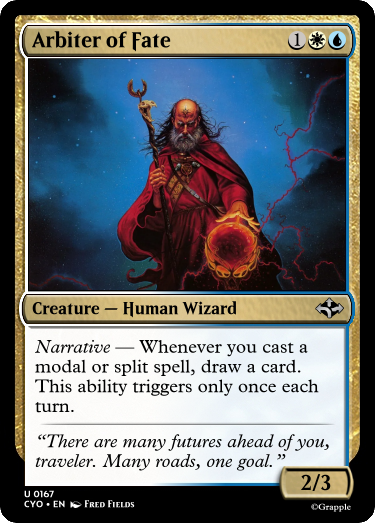 Arbiter of Fate 1
Creature — Human Wizard
Narrative — Whenever you cast a
modal or split spell, draw a card.
This ability triggers only once each
turn.
“There are many futures ahead of you,
traveler. Many roads, one goal.”
2/3
U 0167
CYO • EN Fred Fields
©Grapple